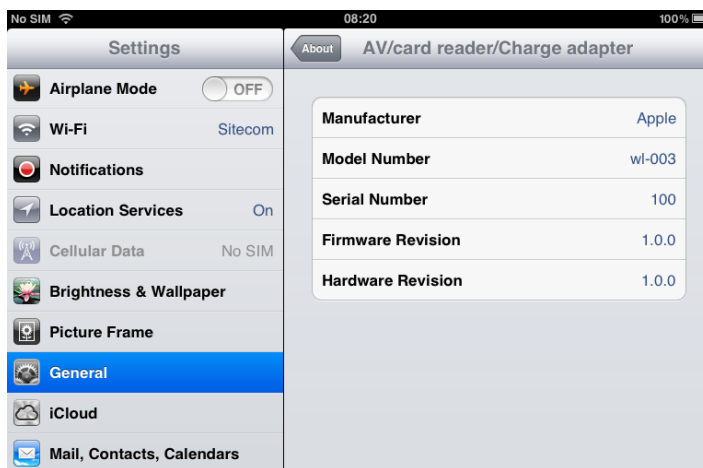 No SIM 08:20 100%
Settings
Airplane Mode OFF
Wi-Fi Sitecom
Notifications
Location Services On
Cellular Data No SIM
Brightness & Wallpaper
Picture Frame
General
iCloud
Mail, Contacts, Calendars
About AV/card reader/Charge adapter
Manufacturer Apple
Model Number wl-003
Serial Number 100
Firmware Revision 1.0.0
Hardware Revision 1.0.0